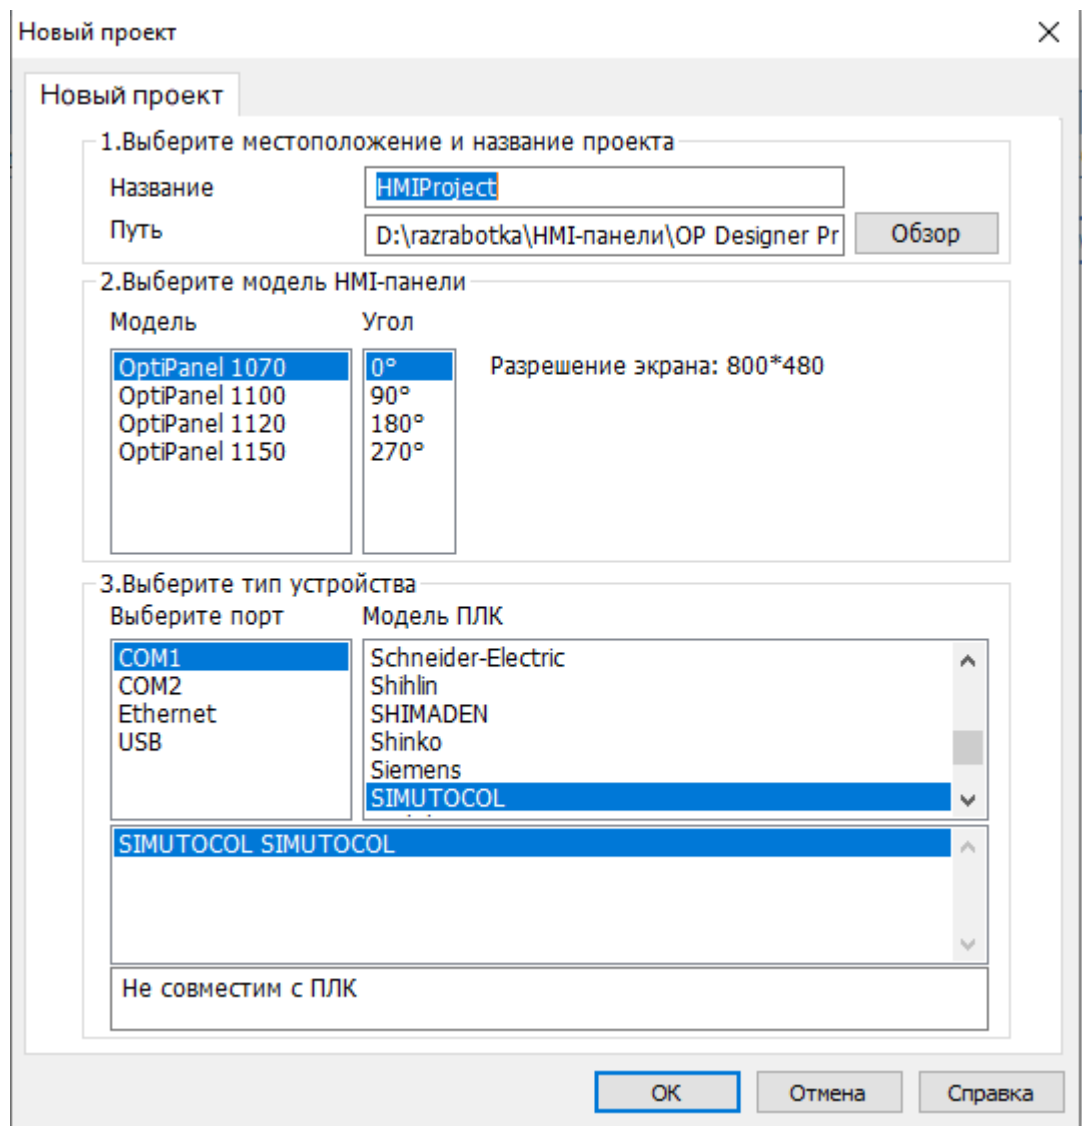 Новый проект
Новый проект
1.Выберите местоположение и название проекта
Название
HMIProject
Путь
D:\razrabotka\HMI-панели\OP Designer Pr
Обзор
2.Выберите модель HMI-панели
Модель
Угол
OptiPanel 1070
OptiPanel 1100
OptiPanel 1120
OptiPanel 1150
0°
90°
180°
270°
Разрешение экрана: 800*480
3.Выберите тип устройства
Выберите порт
Модель ПЛК
COM1
COM2
Ethernet
USB
Schneider-Electric
Shihlin
SHIMADEN
Shinko
Siemens
SIMUTOCOL
SIMUTOCOL SIMUTOCOL
Не совместим с ПЛК
OK
Отмена
Справка